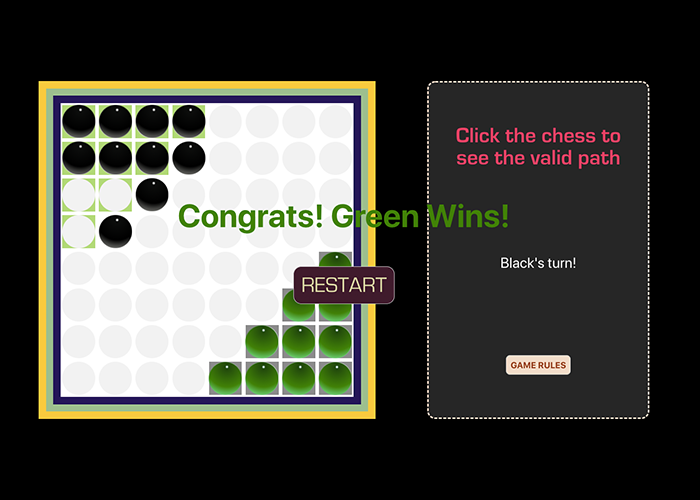 Click the chess to
see the valid path
Congrats! Green Wins!
Black's turn!
RESTART
GAME RULES